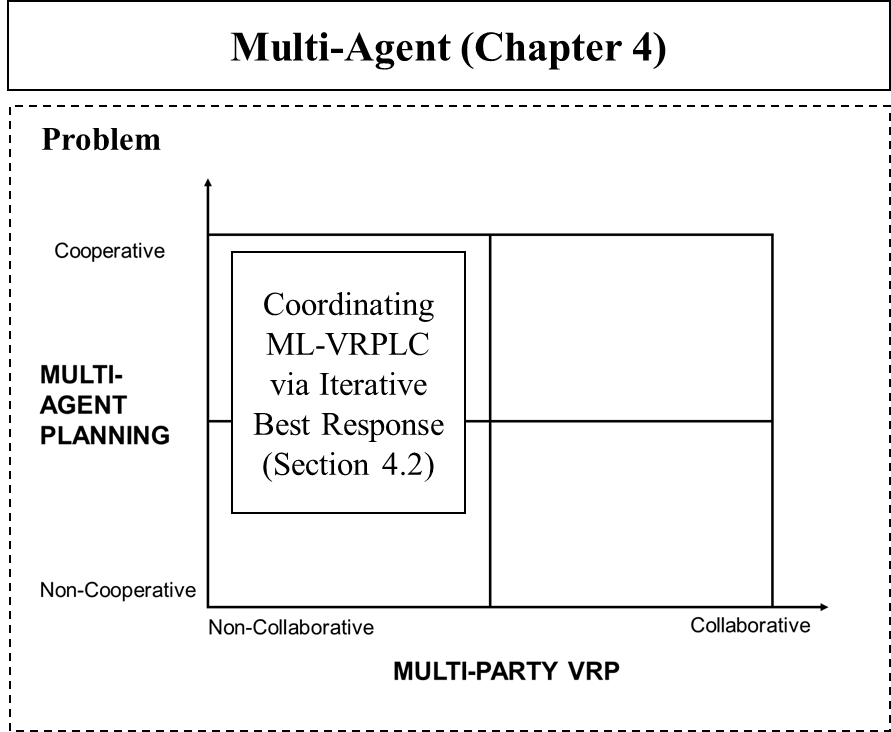 Multi-Agent (Chapter 4)
Problem
Cooperative
Coordinating
ML-VRPLC
via Iterative
Best Response
(Section 4.2)
MULTI-
AGENT
PLANNING
Non-Cooperative
Non-Collaborative
Collaborative
MULTI-PARTY VRP